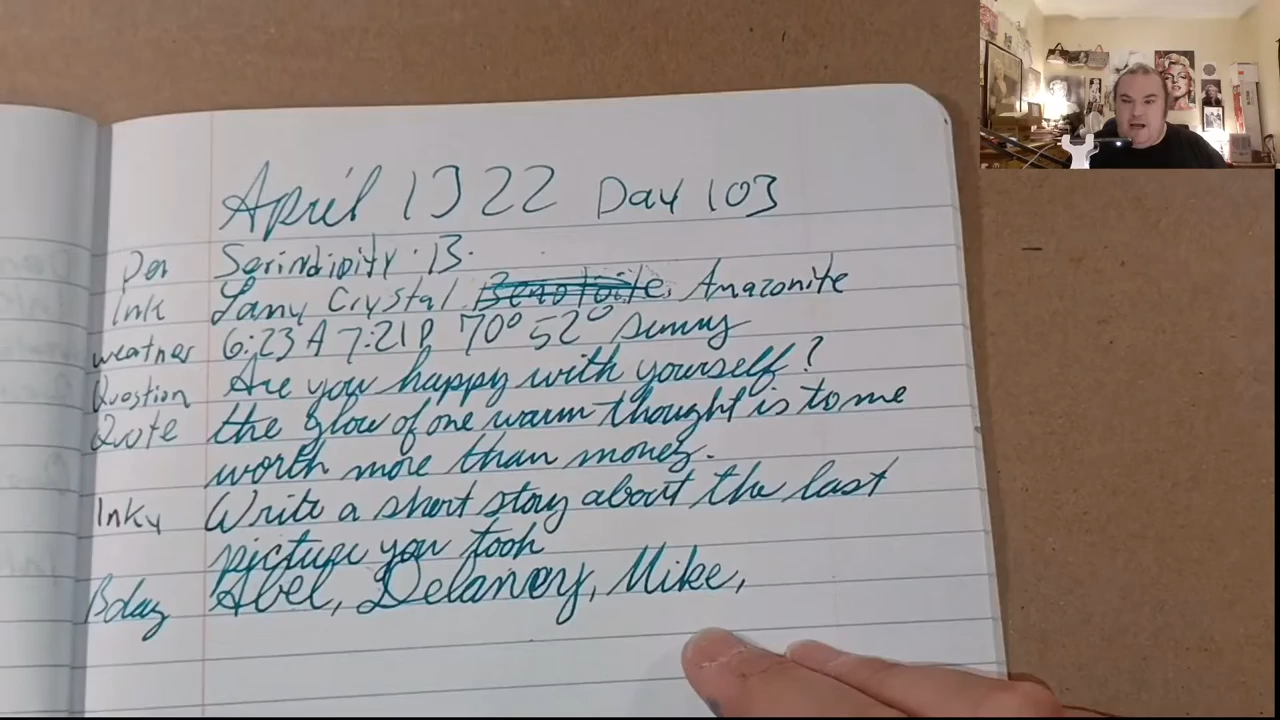 April 13 22 Day 103
Pen Serindipity · 13.
Ink Lamy Crystal Benotoite. Amazonite
weather 6:23 A 7:21 P 70° 52° sunny
Question Are you happy with yourself?
Quote the glow of one warm thought is to me
worth more than money.
Inky Write a short story about the last
picture you took
Bday Abel, Delaney, Mike,